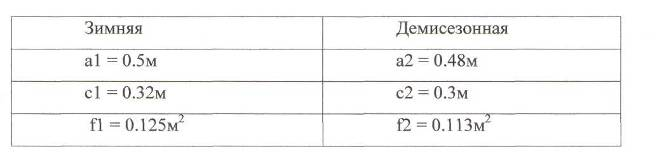 Зимняя Демисезонная
a1 = 0.5м a2 = 0.48м
c1 = 0.32м c2 = 0.3м
f1 = 0.125м² f2 = 0.113м²